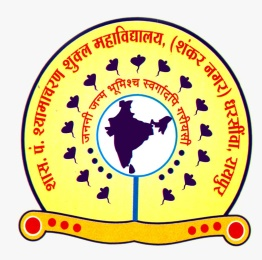 शास. पं. श्यामाचरण शुक्ल महाविद्यालय, (शंकर नगर) धरसींवा, रायपुर
जननी जन्म भूमिश्च स्वर्गादपि गरीयसी